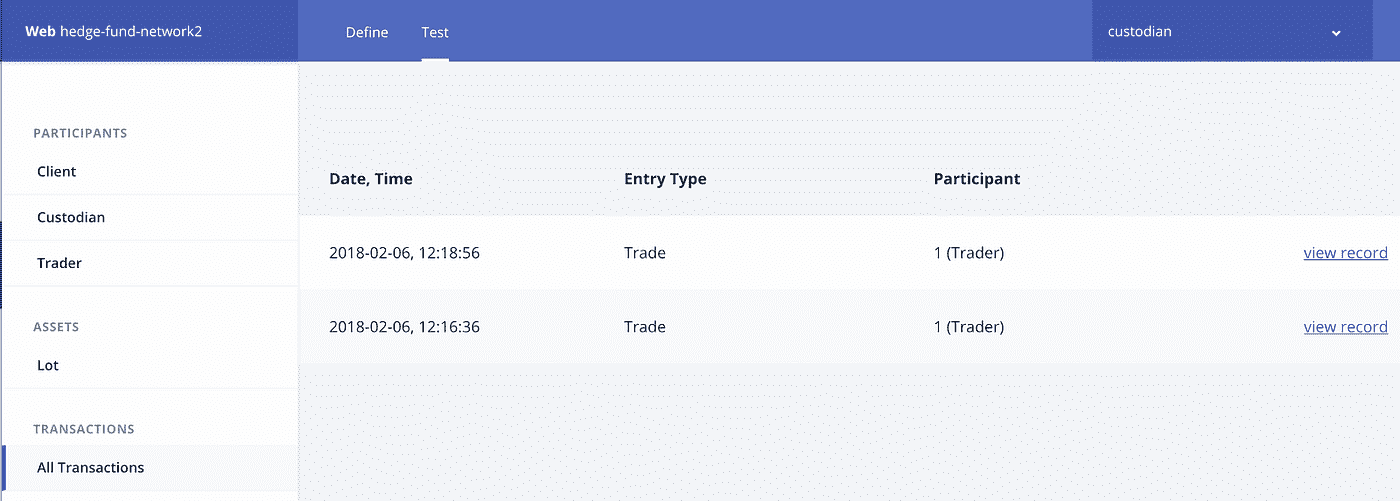 Web hedge-fund-network2 Define Test custodian
PARTICIPANTS
Client
Custodian
Trader
ASSETS
Lot
TRANSACTIONS
All Transactions
Date, Time Entry Type Participant
2018-02-06, 12:18:56 Trade 1 (Trader) view record
2018-02-06, 12:16:36 Trade 1 (Trader) view record